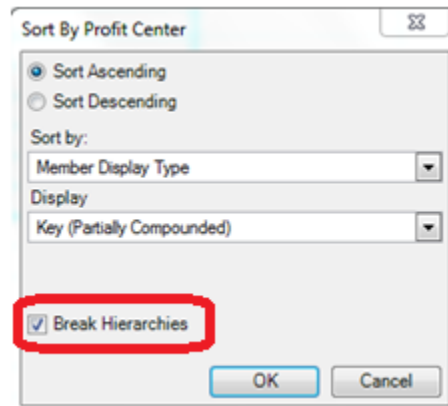 Sort By Profit Center
Sort Ascending
Sort Descending
Sort by:
Member Display Type
Display
Key (Partially Compounded)
Break Hierarchies
OK Cancel